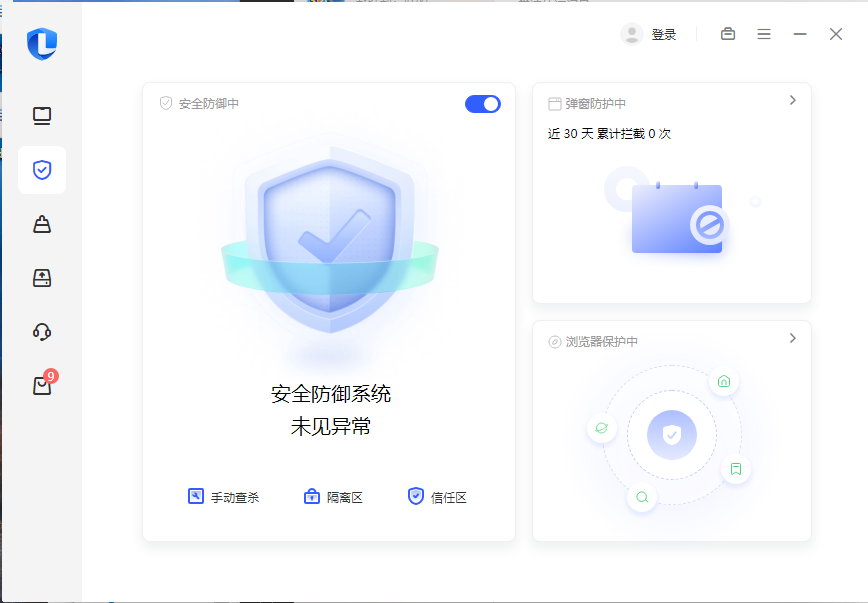 登录
安全防御中
弹窗防护中
近 30 天 累计拦截 0 次
安全防御系统
未见异常
浏览器保护中
手动查杀
隔离区
信任区
9